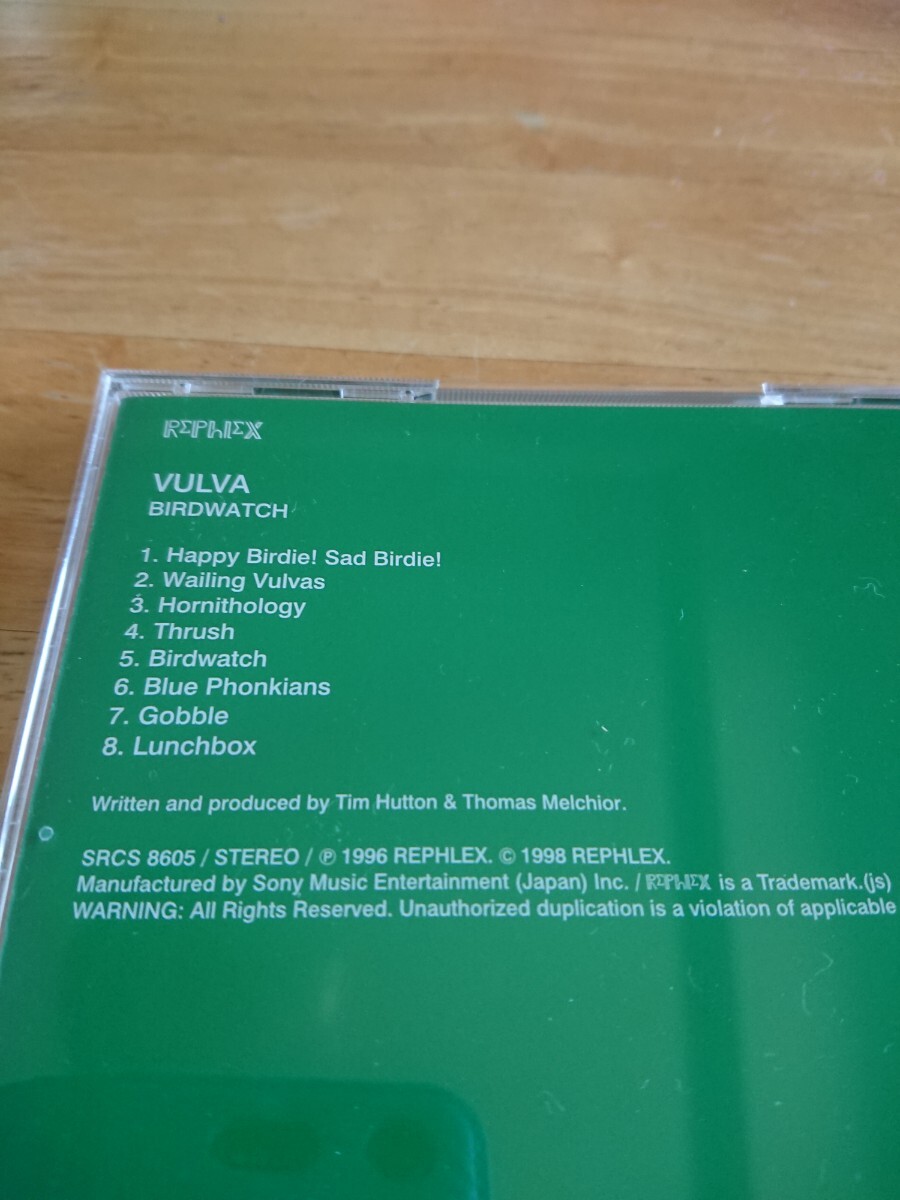 REPHLEX
VULVA
BIRDWATCH
1. Happy Birdie! Sad Birdie!
2. Wailing Vulvas
3. Hornithology
4. Thrush
5. Birdwatch
6. Blue Phonkians
7. Gobble
8. Lunchbox
Written and produced by Tim Hutton & Thomas Melchior.
SRCS 8605 / STEREO / ℗ 1996 REPHLEX. © 1998 REPHLEX.
Manufactured by Sony Music Entertainment (Japan) Inc. / REPHLEX is a Trademark.(js)
WARNING: All Rights Reserved. Unauthorized duplication is a violation of applicable